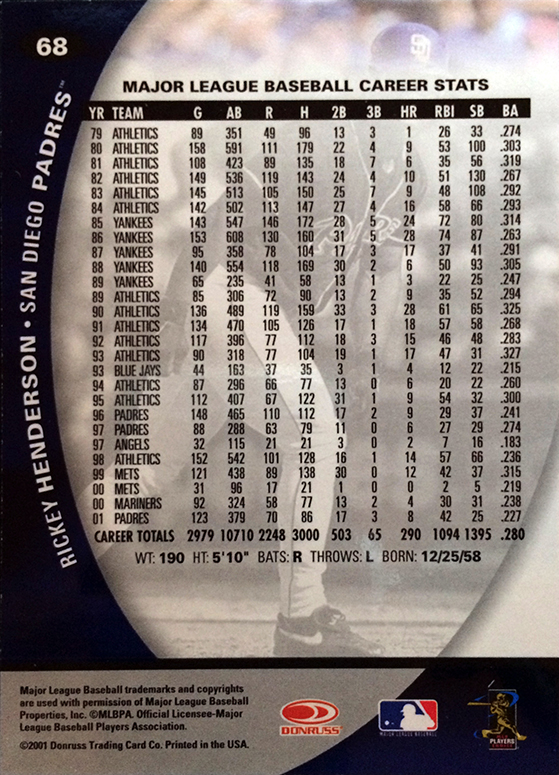 68
MAJOR LEAGUE BASEBALL CAREER STATS
YR TEAM G AB R H 2B 3B HR RBI SB BA
79 ATHLETICS 89 351 49 96 13 3 1 26 33 .274
80 ATHLETICS 158 591 111 179 22 4 9 53 100 .303
81 ATHLETICS 108 423 89 135 18 7 6 35 56 .319
82 ATHLETICS 149 536 119 143 24 4 10 51 130 .267
83 ATHLETICS 145 513 105 150 25 7 9 48 108 .292
84 ATHLETICS 142 502 113 147 27 4 16 58 66 .293
85 YANKEES 143 547 146 172 28 5 24 72 80 .314
86 YANKEES 153 608 130 160 31 5 28 74 87 .263
87 YANKEES 95 358 78 104 17 3 17 37 41 .291
88 YANKEES 140 554 118 169 30 2 6 50 93 .305
89 YANKEES 65 235 41 58 13 1 3 22 25 .247
89 ATHLETICS 85 306 72 90 13 2 9 35 52 .294
90 ATHLETICS 136 489 119 159 33 3 28 61 65 .325
91 ATHLETICS 134 470 105 126 17 1 18 57 58 .268
92 ATHLETICS 117 396 77 112 18 3 15 46 48 .283
93 ATHLETICS 90 318 77 104 19 1 17 47 31 .327
93 BLUE JAYS 44 163 37 35 3 1 4 12 22 .215
94 ATHLETICS 87 296 66 77 13 0 6 20 22 .260
95 ATHLETICS 112 407 67 122 31 1 9 54 32 .300
96 PADRES 148 465 110 112 17 2 9 29 37 .241
97 PADRES 88 288 63 79 11 0 6 27 29 .274
97 ANGELS 32 115 21 21 3 0 2 7 16 .183
98 ATHLETICS 152 542 101 128 16 1 14 57 66 .236
99 METS 121 438 89 138 30 0 12 42 37 .315
00 METS 31 96 17 21 1 0 0 2 5 .219
00 MARINERS 92 324 58 77 13 2 4 30 31 .238
01 PADRES 123 379 70 86 17 3 8 42 25 .227
CAREER TOTALS 2979 10710 2248 3000 503 65 290 1094 1395 .280
WT: 190 HT: 5'10" BATS: R THROWS: L BORN: 12/25/58
RICKEY HENDERSON • SAN DIEGO PADRES™
Major League Baseball trademarks and copyrights
are used with permission of Major League Baseball
Properties, Inc. ©MLBPA. Official Licensee-Major
League Baseball Players Association.
©2001 Donruss Trading Card Co. Printed in the USA.
DONRUSS
MAJOR LEAGUE BASEBALL
PLAYERS
CHOICE
SD